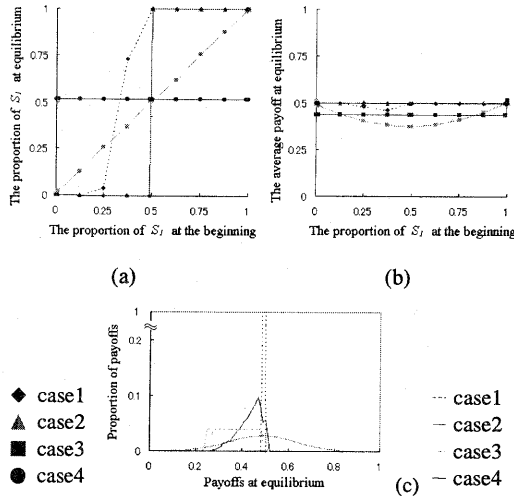 (a)
1
0.75
0.5
0.25
0
The proportion of S1 at equilibrium
0 0.25 0.5 0.75 1
The proportion of S1 at the beginning
(b)
1
0.75
0.5
0.25
0
The average payoff at equilibrium
0 0.25 0.5 0.75 1
The proportion of S1 at the beginning
(a)
(b)
1
0.2
0.1
0
Proportion of payoffs
0 0.2 0.4 0.6 0.8 1
Payoffs at equilibrium
(c)
case1
case2
case3
case4
case1
case2
case3
case4